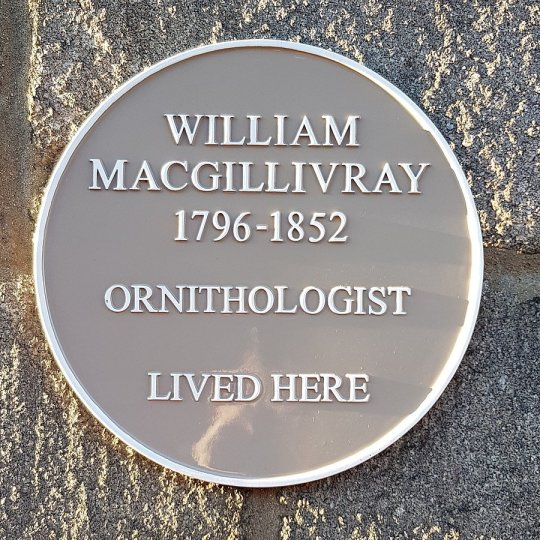 WILLIAM
MACGILLIVRAY
1796-1852
ORNITHOLOGIST
LIVED HERE